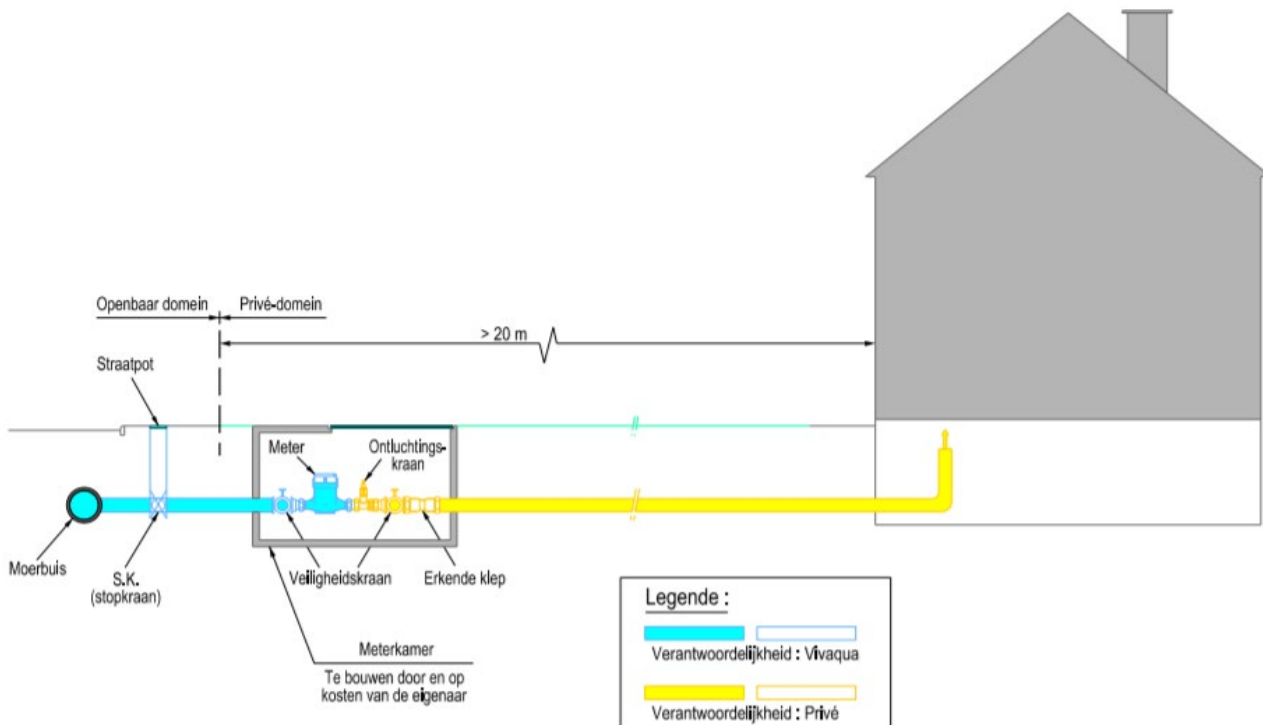 Openbaar domein
Privé-domein
> 20 m
Straatpot
Meter
Ontluchtings-
kraan
Moerbuis
S.K.
(stopkraan)
Veiligheidskraan
Erkende klep
Meterkamer
Te bouwen door en op
kosten van de eigenaar
Legende :
Verantwoordelijkheid : Vivaqua
Verantwoordelijkheid : Privé